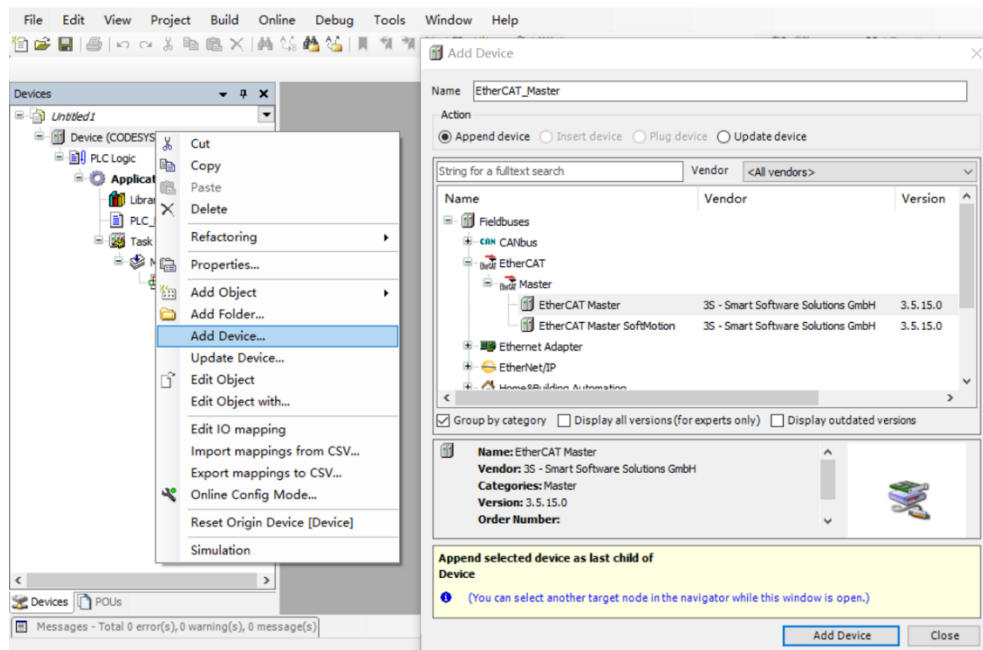 File Edit View Project Build Online Debug Tools Window Help
Devices
Untitled1
Device (CODESYS
PLC Logic
Applicat
Librar
PLC_
Task
Devices POUs
Messages - Total 0 error(s), 0 warning(s), 0 message(s)
Cut
Copy
Paste
Delete
Refactoring
Properties...
Add Object
Add Folder...
Add Device...
Update Device...
Edit Object
Edit Object with...
Edit IO mapping
Import mappings from CSV...
Export mappings to CSV...
Online Config Mode...
Reset Origin Device [Device]
Simulation
Add Device
Name EtherCAT_Master
Action
Append device Insert device Plug device Update device
String for a fulltext search Vendor <All vendors>
Name Vendor Version
Fieldbuses
CAN CANbus
EtherCAT
Master
EtherCAT Master 3S - Smart Software Solutions GmbH 3.5.15.0
EtherCAT Master SoftMotion 3S - Smart Software Solutions GmbH 3.5.15.0
Ethernet Adapter
EtherNet/IP
Home&Building Automation
Group by category Display all versions(for experts only) Display outdated versions
Name: EtherCAT Master
Vendor: 3S - Smart Software Solutions GmbH
Categories: Master
Version: 3.5.15.0
Order Number:
Append selected device as last child of
Device
(You can select another target node in the navigator while this window is open.)
Add Device Close